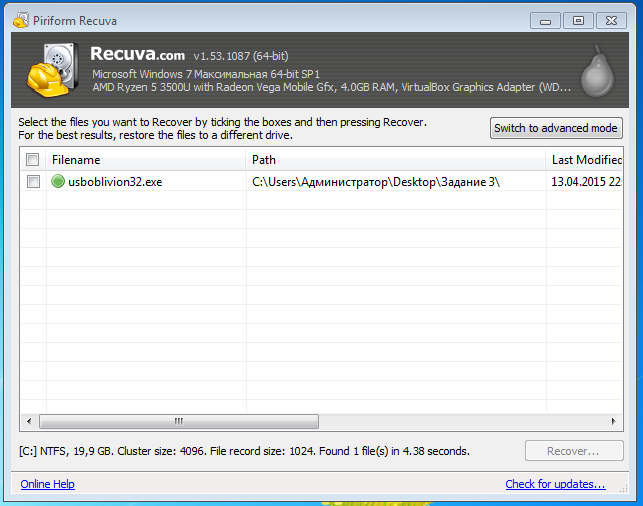 Piriform Recuva
Recuva.com v1.53.1087 (64-bit)
Microsoft Windows 7 Максимальная 64-bit SP1
AMD Ryzen 5 3500U with Radeon Vega Mobile Gfx, 4.0GB RAM, VirtualBox Graphics Adapter (WD...
Select the files you want to Recover by ticking the boxes and then pressing Recover.
For the best results, restore the files to a different drive.
Switch to advanced mode
Filename Path Last Modified
usboblivion32.exe C:\Users\Администратор\Desktop\Задание 3\ 13.04.2015 22:
[C:] NTFS, 19,9 GB. Cluster size: 4096. File record size: 1024. Found 1 file(s) in 4.38 seconds.
Recover...
Online Help
Check for updates...